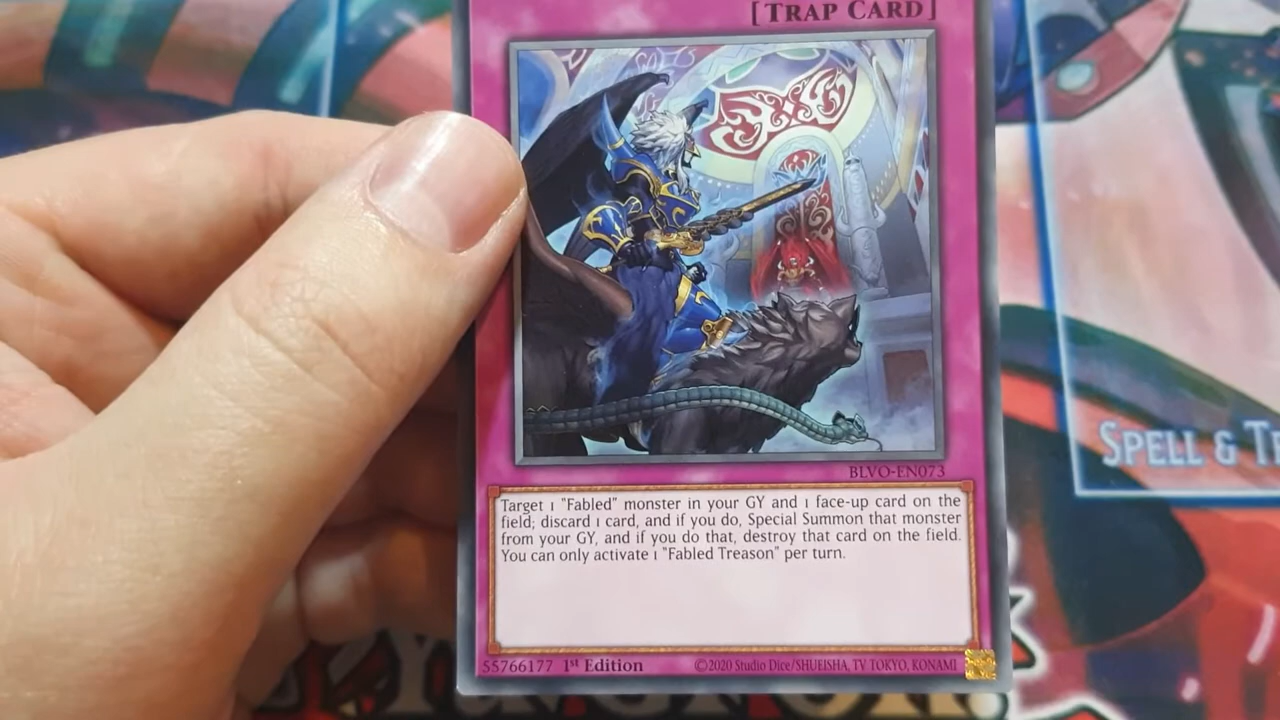 [TRAP CARD]
BLVO-EN073
Target 1 "Fabled" monster in your GY and 1 face-up card on the
field; discard 1 card, and if you do, Special Summon that monster
from your GY, and if you do that, destroy that card on the field.
You can only activate 1 "Fabled Treason" per turn.
55766177 1st Edition ©2020 Studio Dice/SHUEISHA, TV TOKYO, KONAMI
SPELL &